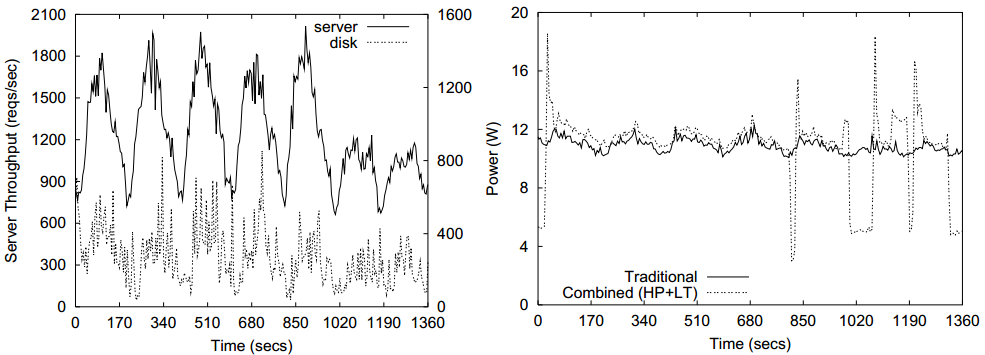 2100
1800
1500
1200
900
600
300
0
Server Throughput (reqs/sec)
server
disk
1600
1200
800
400
0
0 170 340 510 680 850 1020 1190 1360
Time (secs)
20
16
12
8
4
0
Power (W)
Traditional
Combined (HP+LT)
0 170 340 510 680 850 1020 1190 1360
Time (secs)